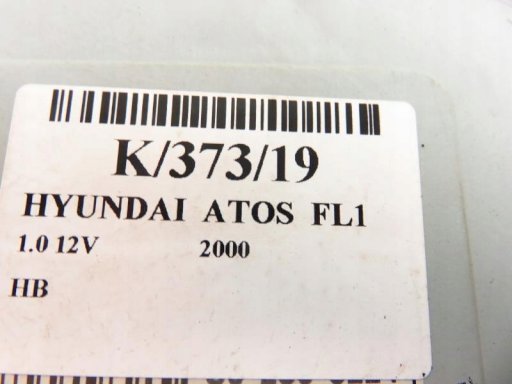 K/373/19
HYUNDAI ATOS FL1
1.0 12V 2000
HB